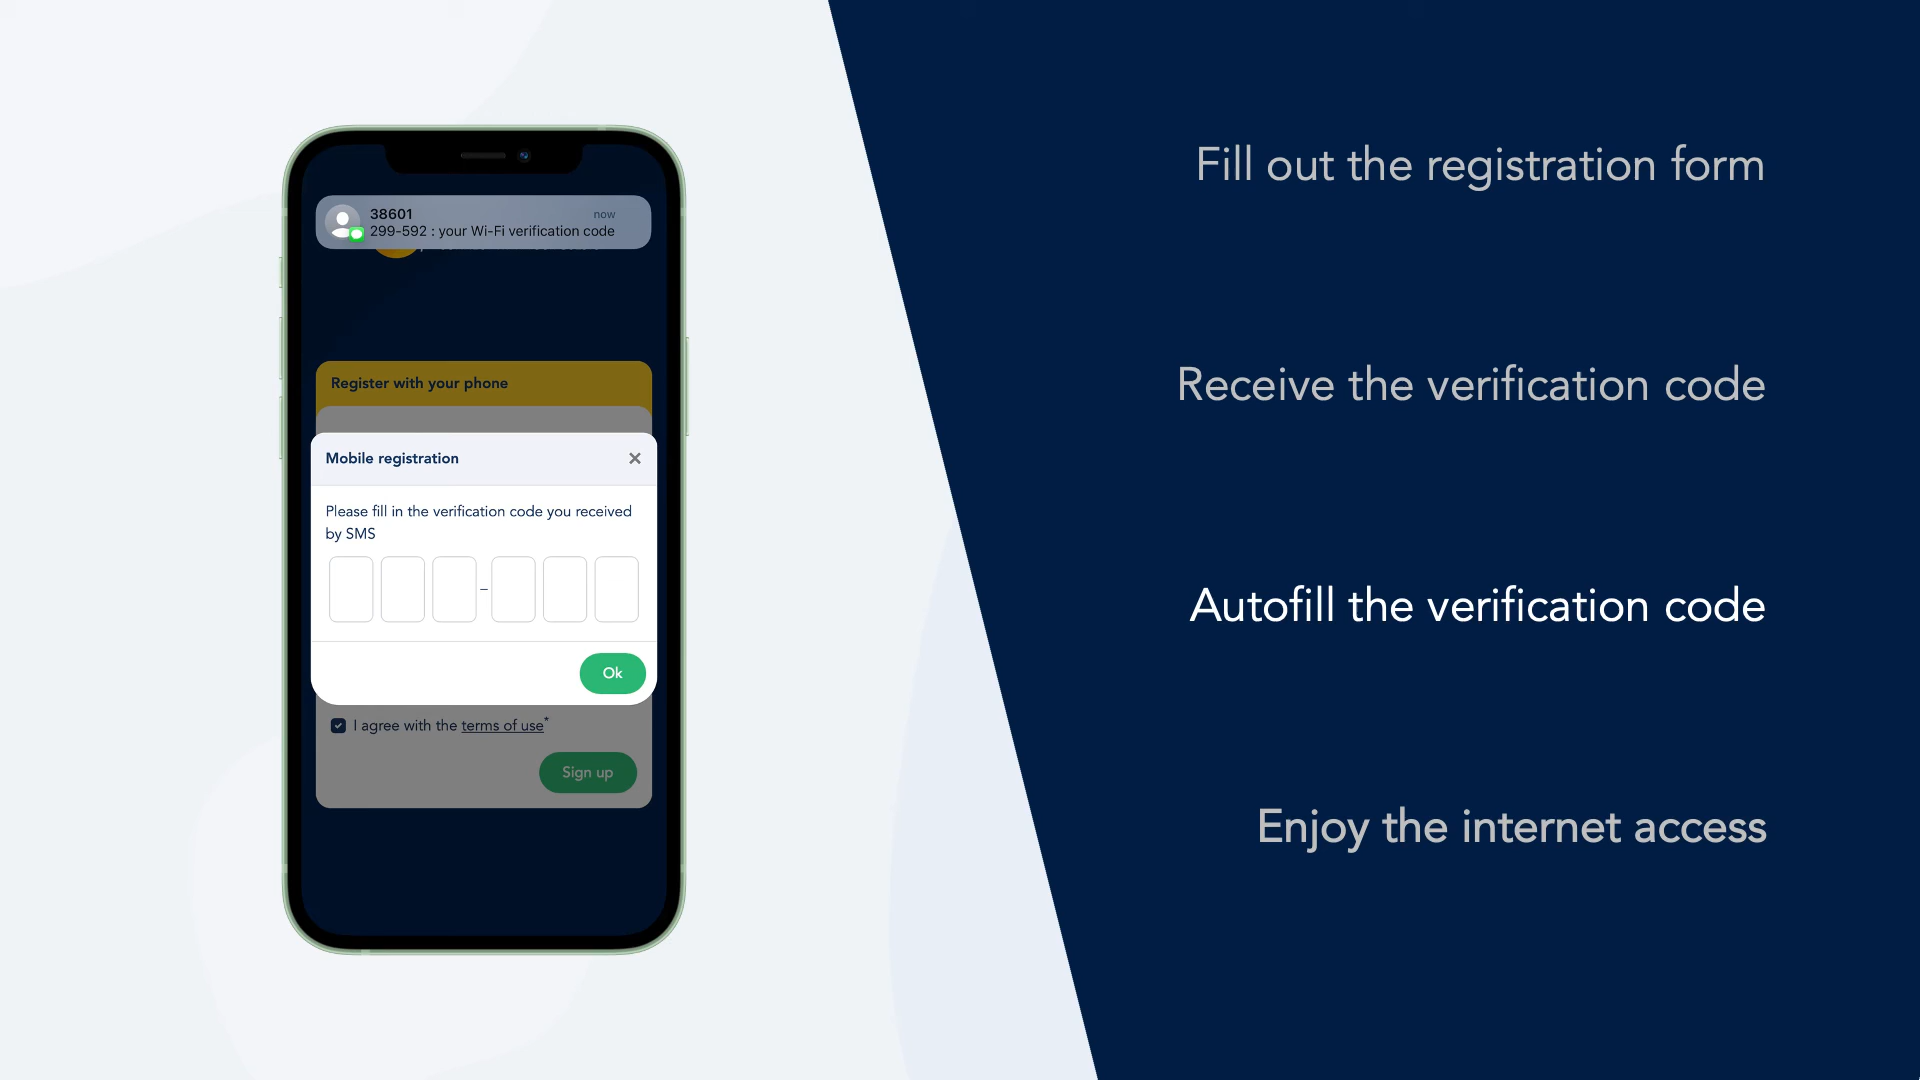 38601
now
299-592 : your Wi-Fi verification code
Register with your phone
Mobile registration
Please fill in the verification code you received
by SMS
–
Ok
I agree with the terms of use*
Sign up
Fill out the registration form
Receive the verification code
Autofill the verification code
Enjoy the internet access